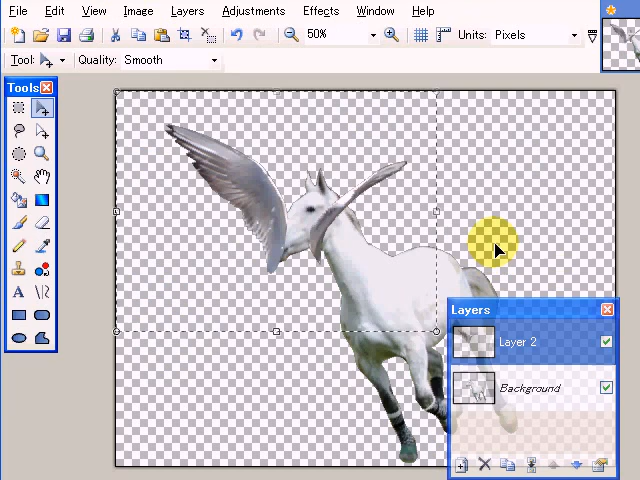 File Edit View Image Layers Adjustments Effects Window Help
50% Units: Pixels
Tool: Quality: Smooth
Tools
A
Layers
Layer 2
Background